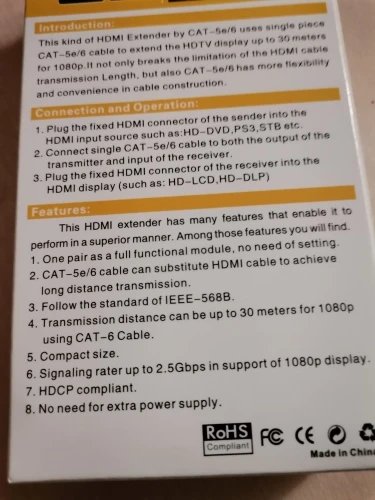 Introduction:
This kind of HDMI Extender by CAT-5e/6 uses single piece
CAT-5e/6 cable to extend the HDTV display up to 30 meters
for 1080p.It not only breaks the limitation of the HDMI cable
transmission Length, but also CAT-5e/6 has more flexibility
and convenience in cable construction.
Connection and Operation:
1. Plug the fixed HDMI connector of the sender into the
HDMI input source such as:HD-DVD,PS3,STB etc.
2. Connect single CAT-5e/6 cable to both the output of the
transmitter and input of the receiver.
3. Plug the fixed HDMI connector of the receiver into the
HDMI display (such as: HD-LCD,HD-DLP)
Features:
This HDMI extender has many features that enable it to
perform in a superior manner. Among those features you will find.
1. One pair as a full functional module, no need of setting.
2. CAT-5e/6 cable can substitute HDMI cable to achieve
long distance transmission.
3. Follow the standard of IEEE-568B.
4. Transmission distance can be up to 30 meters for 1080p
using CAT-6 Cable.
5. Compact size.
6. Signaling rater up to 2.5Gbps in support of 1080p display.
7. HDCP compliant.
8. No need for extra power supply.
RoHS
Compliant
FC CE
Made in China